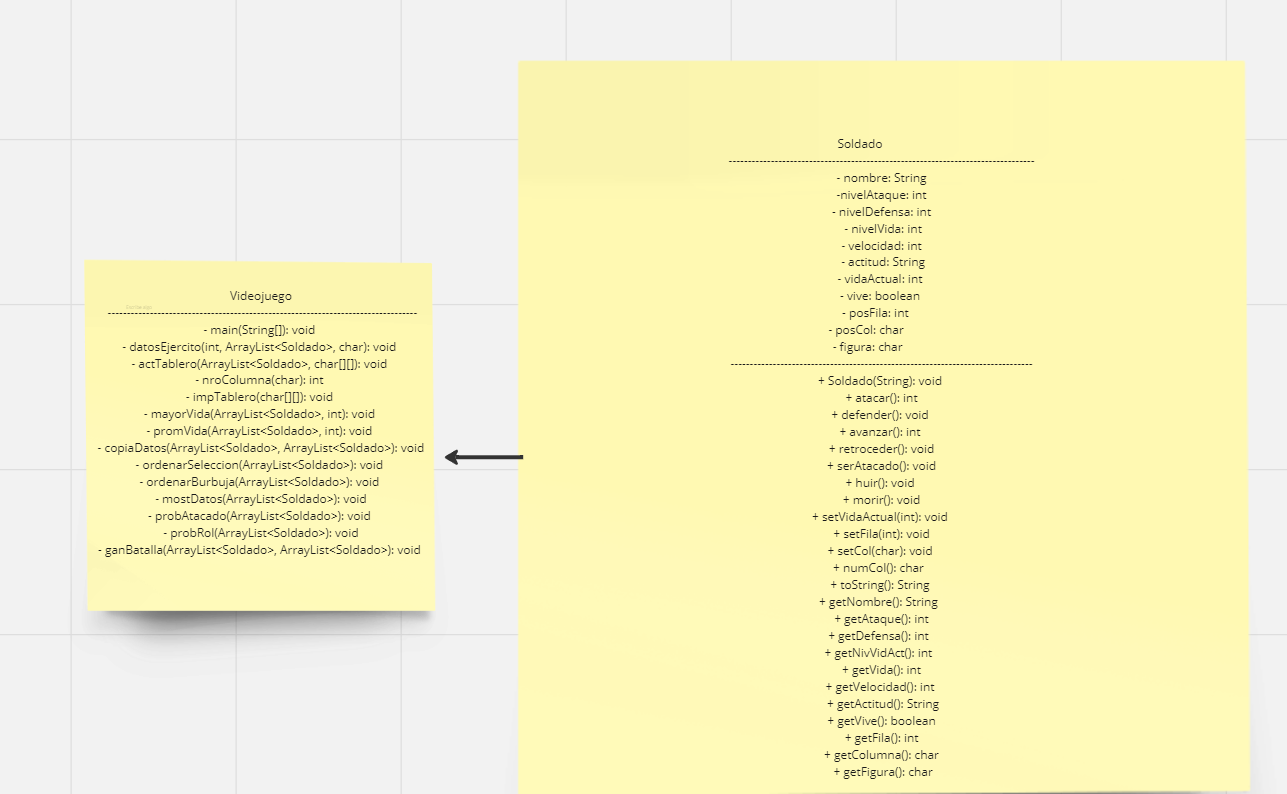 Videojuego
--------------------------------------------------------------------------------
- main(String[]): void
- datosEjercito(int, ArrayList<Soldado>, char): void
- actTablero(ArrayList<Soldado>, char[][]): void
- nroColumna(char): int
- impTablero(char[][]): void
- mayorVida(ArrayList<Soldado>, int): void
- promVida(ArrayList<Soldado>, int): void
- copiaDatos(ArrayList<Soldado>, ArrayList<Soldado>): void
- ordenarSeleccion(ArrayList<Soldado>): void
- ordenarBurbuja(ArrayList<Soldado>): void
- mostDatos(ArrayList<Soldado>): void
- probAtacado(ArrayList<Soldado>): void
- probRol(ArrayList<Soldado>): void
- ganBatalla(ArrayList<Soldado>, ArrayList<Soldado>): void
Soldado
--------------------------------------------------------------------------------
- nombre: String
-nivelAtaque: int
- nivelDefensa: int
- nivelVida: int
- velocidad: int
- actitud: String
- vidaActual: int
- vive: boolean
- posFila: int
- posCol: char
- figura: char
--------------------------------------------------------------------------------
+ Soldado(String): void
+ atacar(): int
+ defender(): void
+ avanzar(): int
+ retroceder(): void
+ serAtacado(): void
+ huir(): void
+ morir(): void
+ setVidaActual(int): void
+ setFila(int): void
+ setCol(char): void
+ numCol(): char
+ toString(): String
+ getNombre(): String
+ getAtaque(): int
+ getDefensa(): int
+ getNivVidAct(): int
+ getVida(): int
+ getVelocidad(): int
+ getActitud(): String
+ getVive(): boolean
+ getFila(): int
+ getColumna(): char
+ getFigura(): char